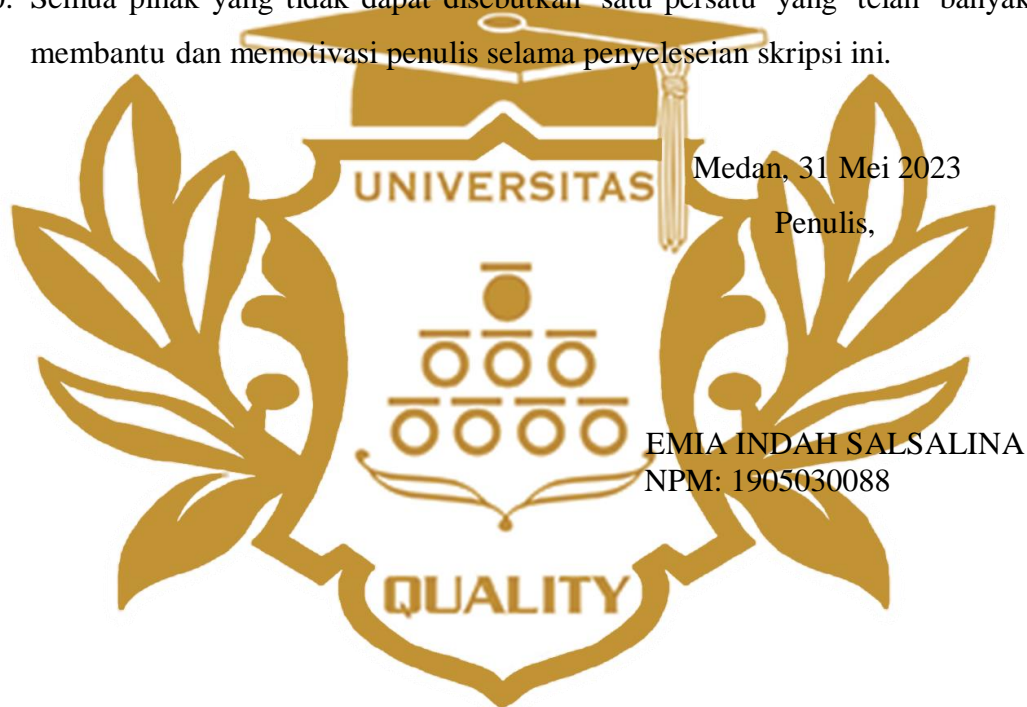 Semua pihak yang tidak dapat disebutkan satu persatu yang telah banyak
membantu dan memotivasi penulis selama penyeleseian skripsi ini.
Medan, 31 Mei 2023
Penulis,
UNIVERSITAS
EMIA INDAH SALSALINA
NPM: 1905030088
QUALITY